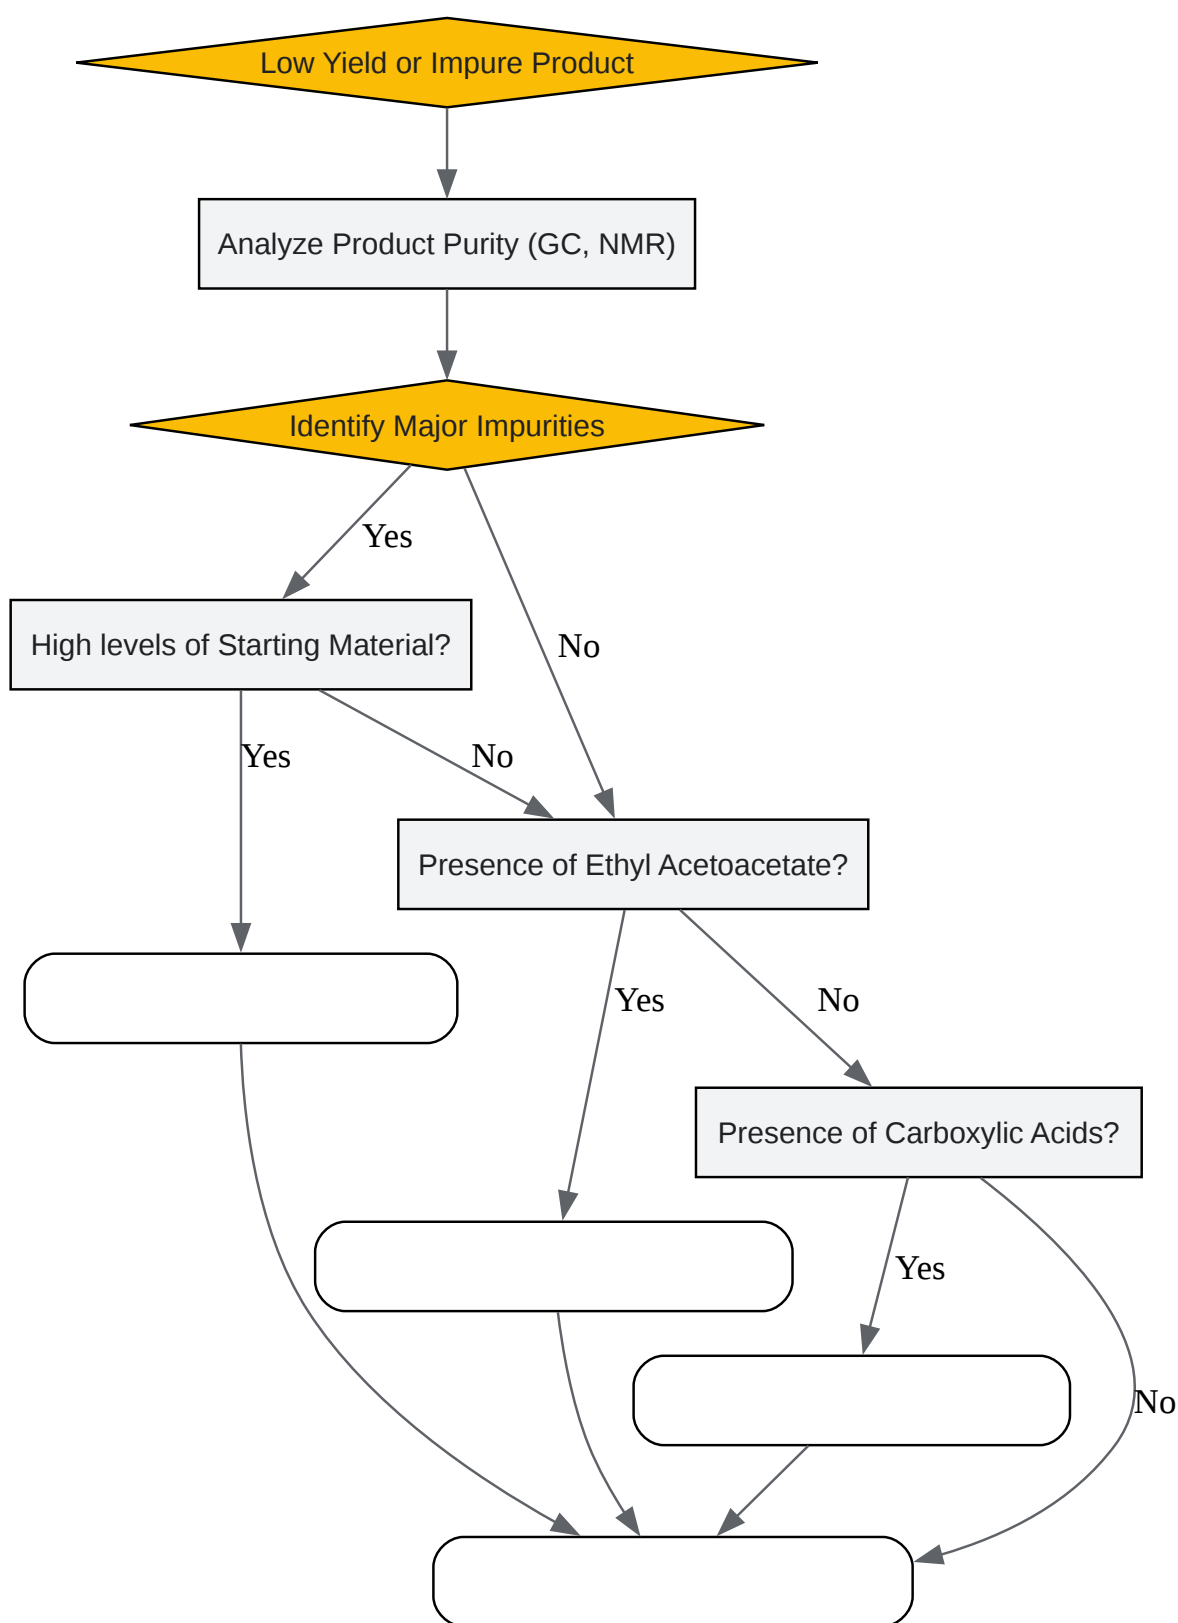 Low Yield or Impure Product
Analyze Product Purity (GC, NMR)
Identify Major Impurities
Yes
No
High levels of Starting Material?
Yes
No
Presence of Ethyl Acetoacetate?
Yes
No
Presence of Carboxylic Acids?
Yes
No